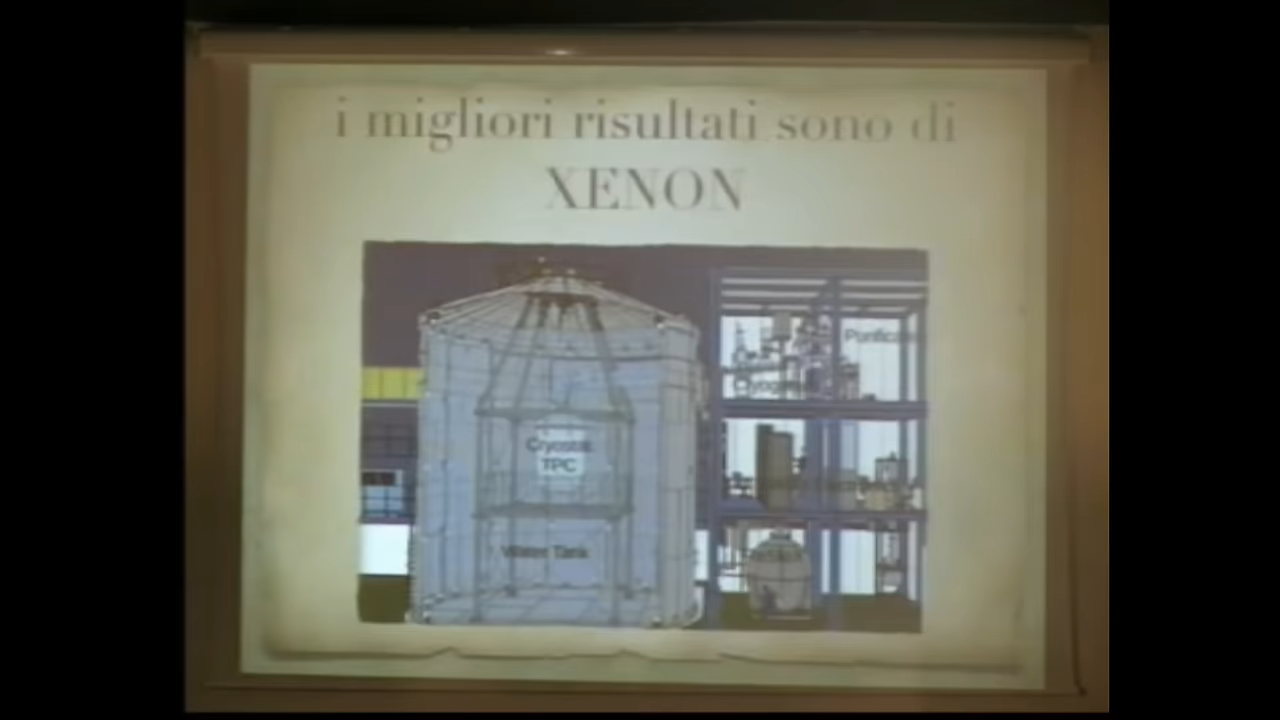 i migliori risultati sono di
XENON
Cryostat
TPC
Water Tank